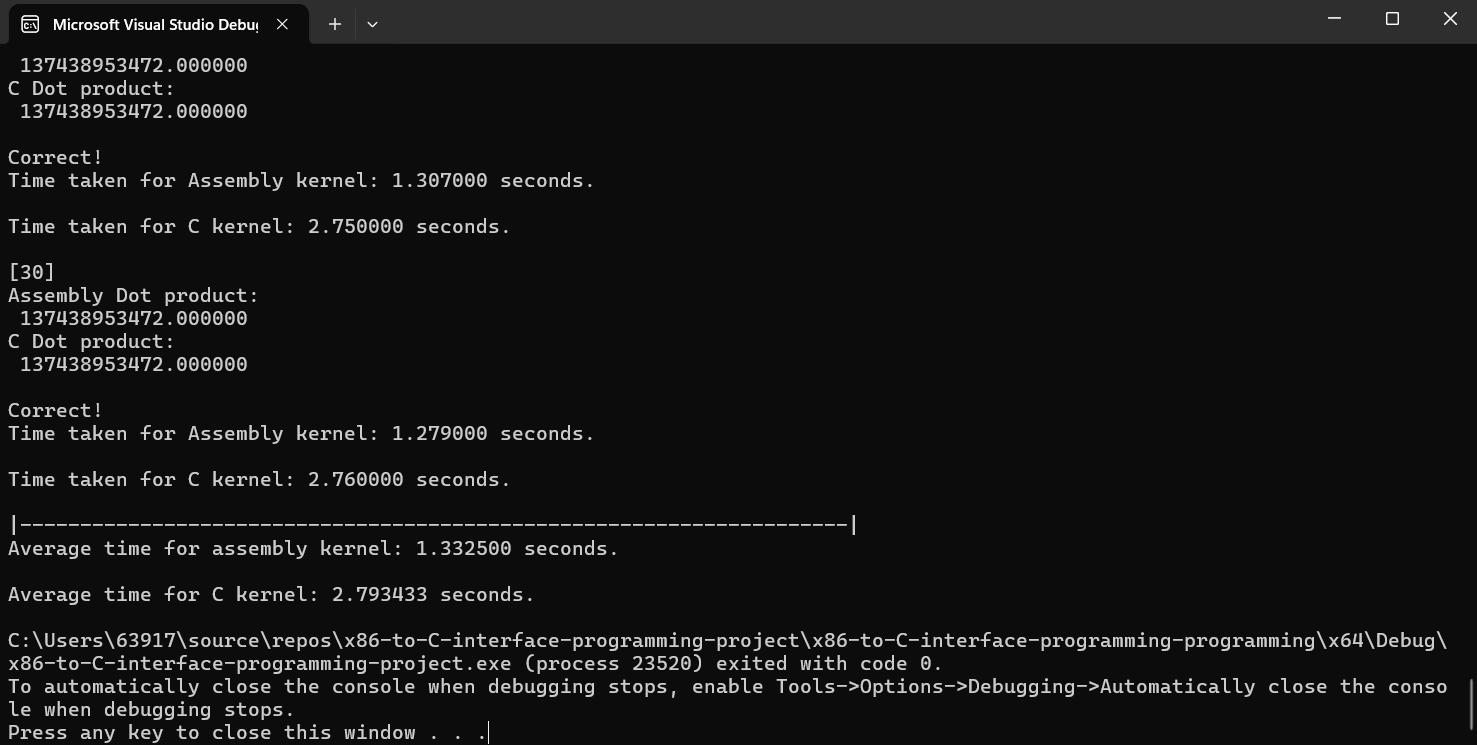 Microsoft Visual Studio Debug
137438953472.000000
C Dot product:
137438953472.000000
Correct!
Time taken for Assembly kernel: 1.307000 seconds.
Time taken for C kernel: 2.750000 seconds.
[30]
Assembly Dot product:
137438953472.000000
C Dot product:
137438953472.000000
Correct!
Time taken for Assembly kernel: 1.279000 seconds.
Time taken for C kernel: 2.760000 seconds.
|---------------------------------------------------------------------|
Average time for assembly kernel: 1.332500 seconds.
Average time for C kernel: 2.793433 seconds.
C:\Users\63917\source\repos\x86-to-C-interface-programming-project\x86-to-C-interface-programming-programming\x64\Debug\
x86-to-C-interface-programming-project.exe (process 23520) exited with code 0.
To automatically close the console when debugging stops, enable Tools->Options->Debugging->Automatically close the conso
le when debugging stops.
Press any key to close this window . . .